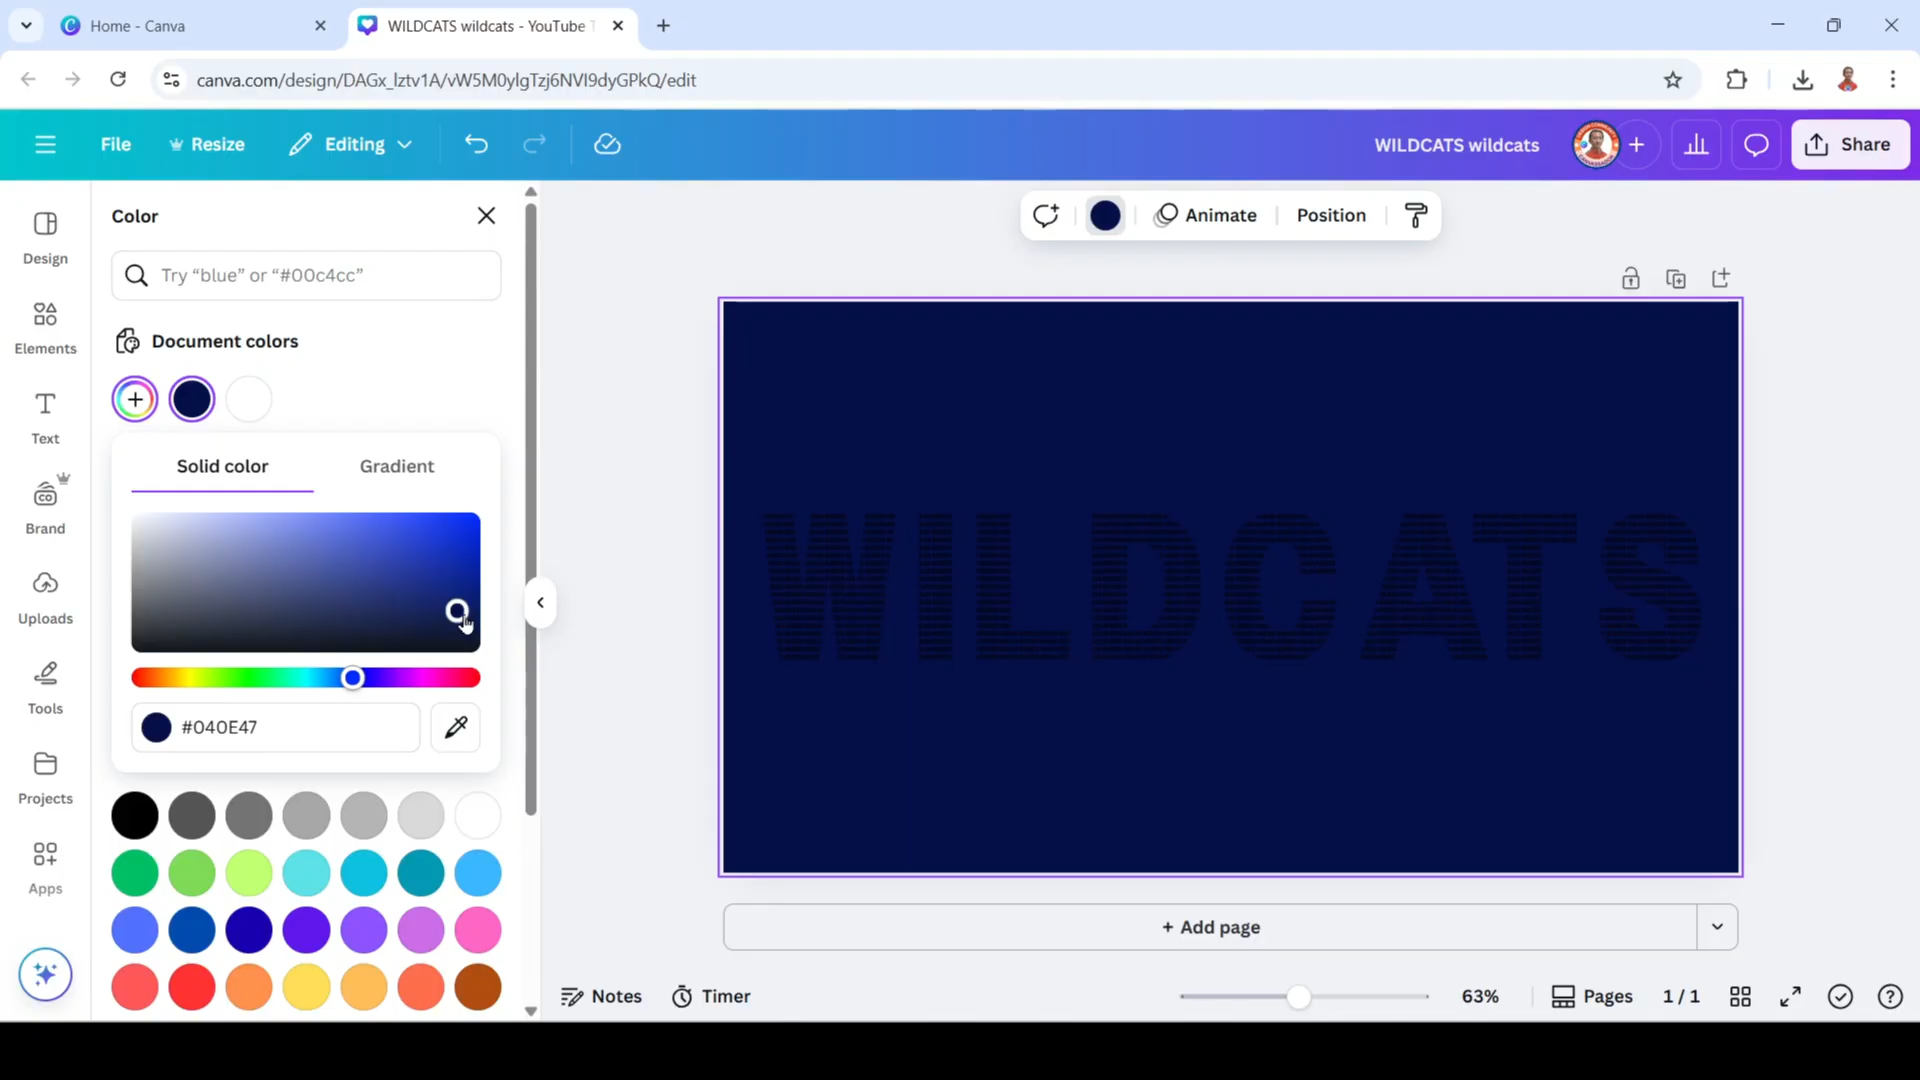 Home - Canva
WILDCATS wildcats - YouTube T
canva.com/design/DAGx_lztv1A/vW5M0ylgTzj6NVI9dyGPkQ/edit
File
Resize
Editing
WILDCATS wildcats
Share
Design
Elements
Text
Brand
CO
Uploads
Tools
Projects
Apps
Color
Try “blue” or “#00c4cc”
Document colors
Solid color
Gradient
#040E47
Animate
Position
WILDCATS
+ Add page
Notes
Timer
63%
Pages
1 / 1